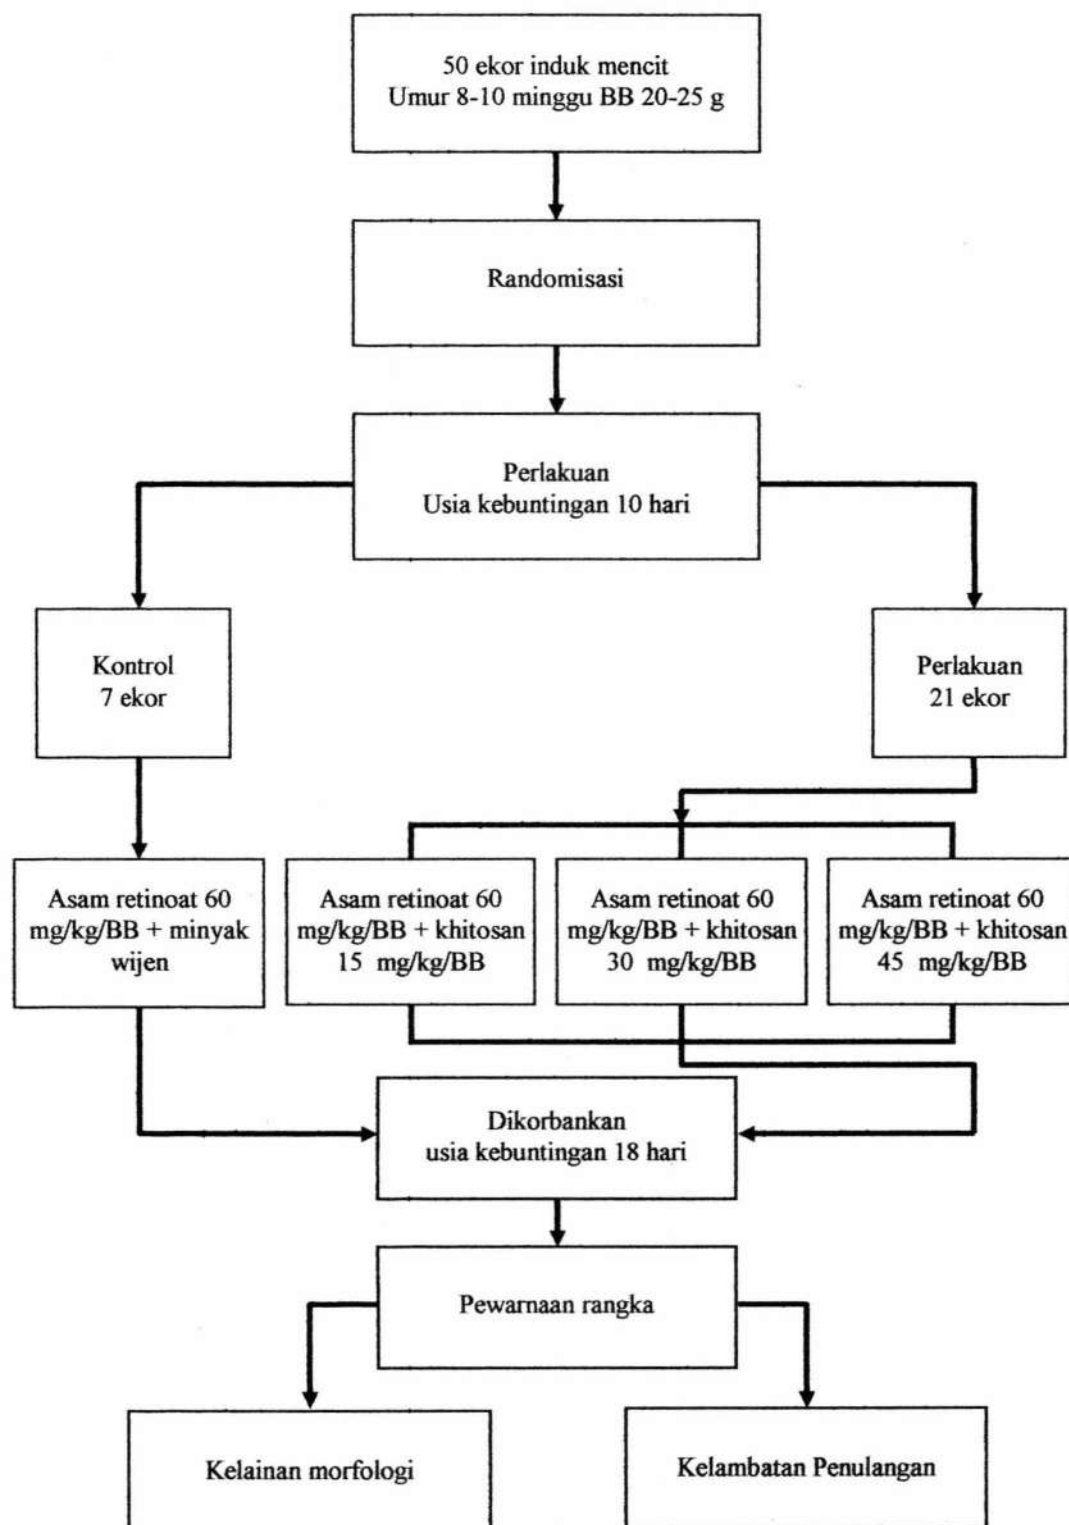 50 ekor induk mencit
Umur 8-10 minggu BB 20-25 g
Randomisasi
Perlakuan
Usia kebuntingan 10 hari
Kontrol
7 ekor
Perlakuan
21 ekor
Asam retinoat 60
mg/kg/BB + minyak
wijen
Asam retinoat 60
mg/kg/BB + khitosan
15 mg/kg/BB
Asam retinoat 60
mg/kg/BB + khitosan
30 mg/kg/BB
Asam retinoat 60
mg/kg/BB + khitosan
45 mg/kg/BB
Dikorbankan
usia kebuntingan 18 hari
Pewarnaan rangka
Kelainan morfologi
Kelambatan Penulangan